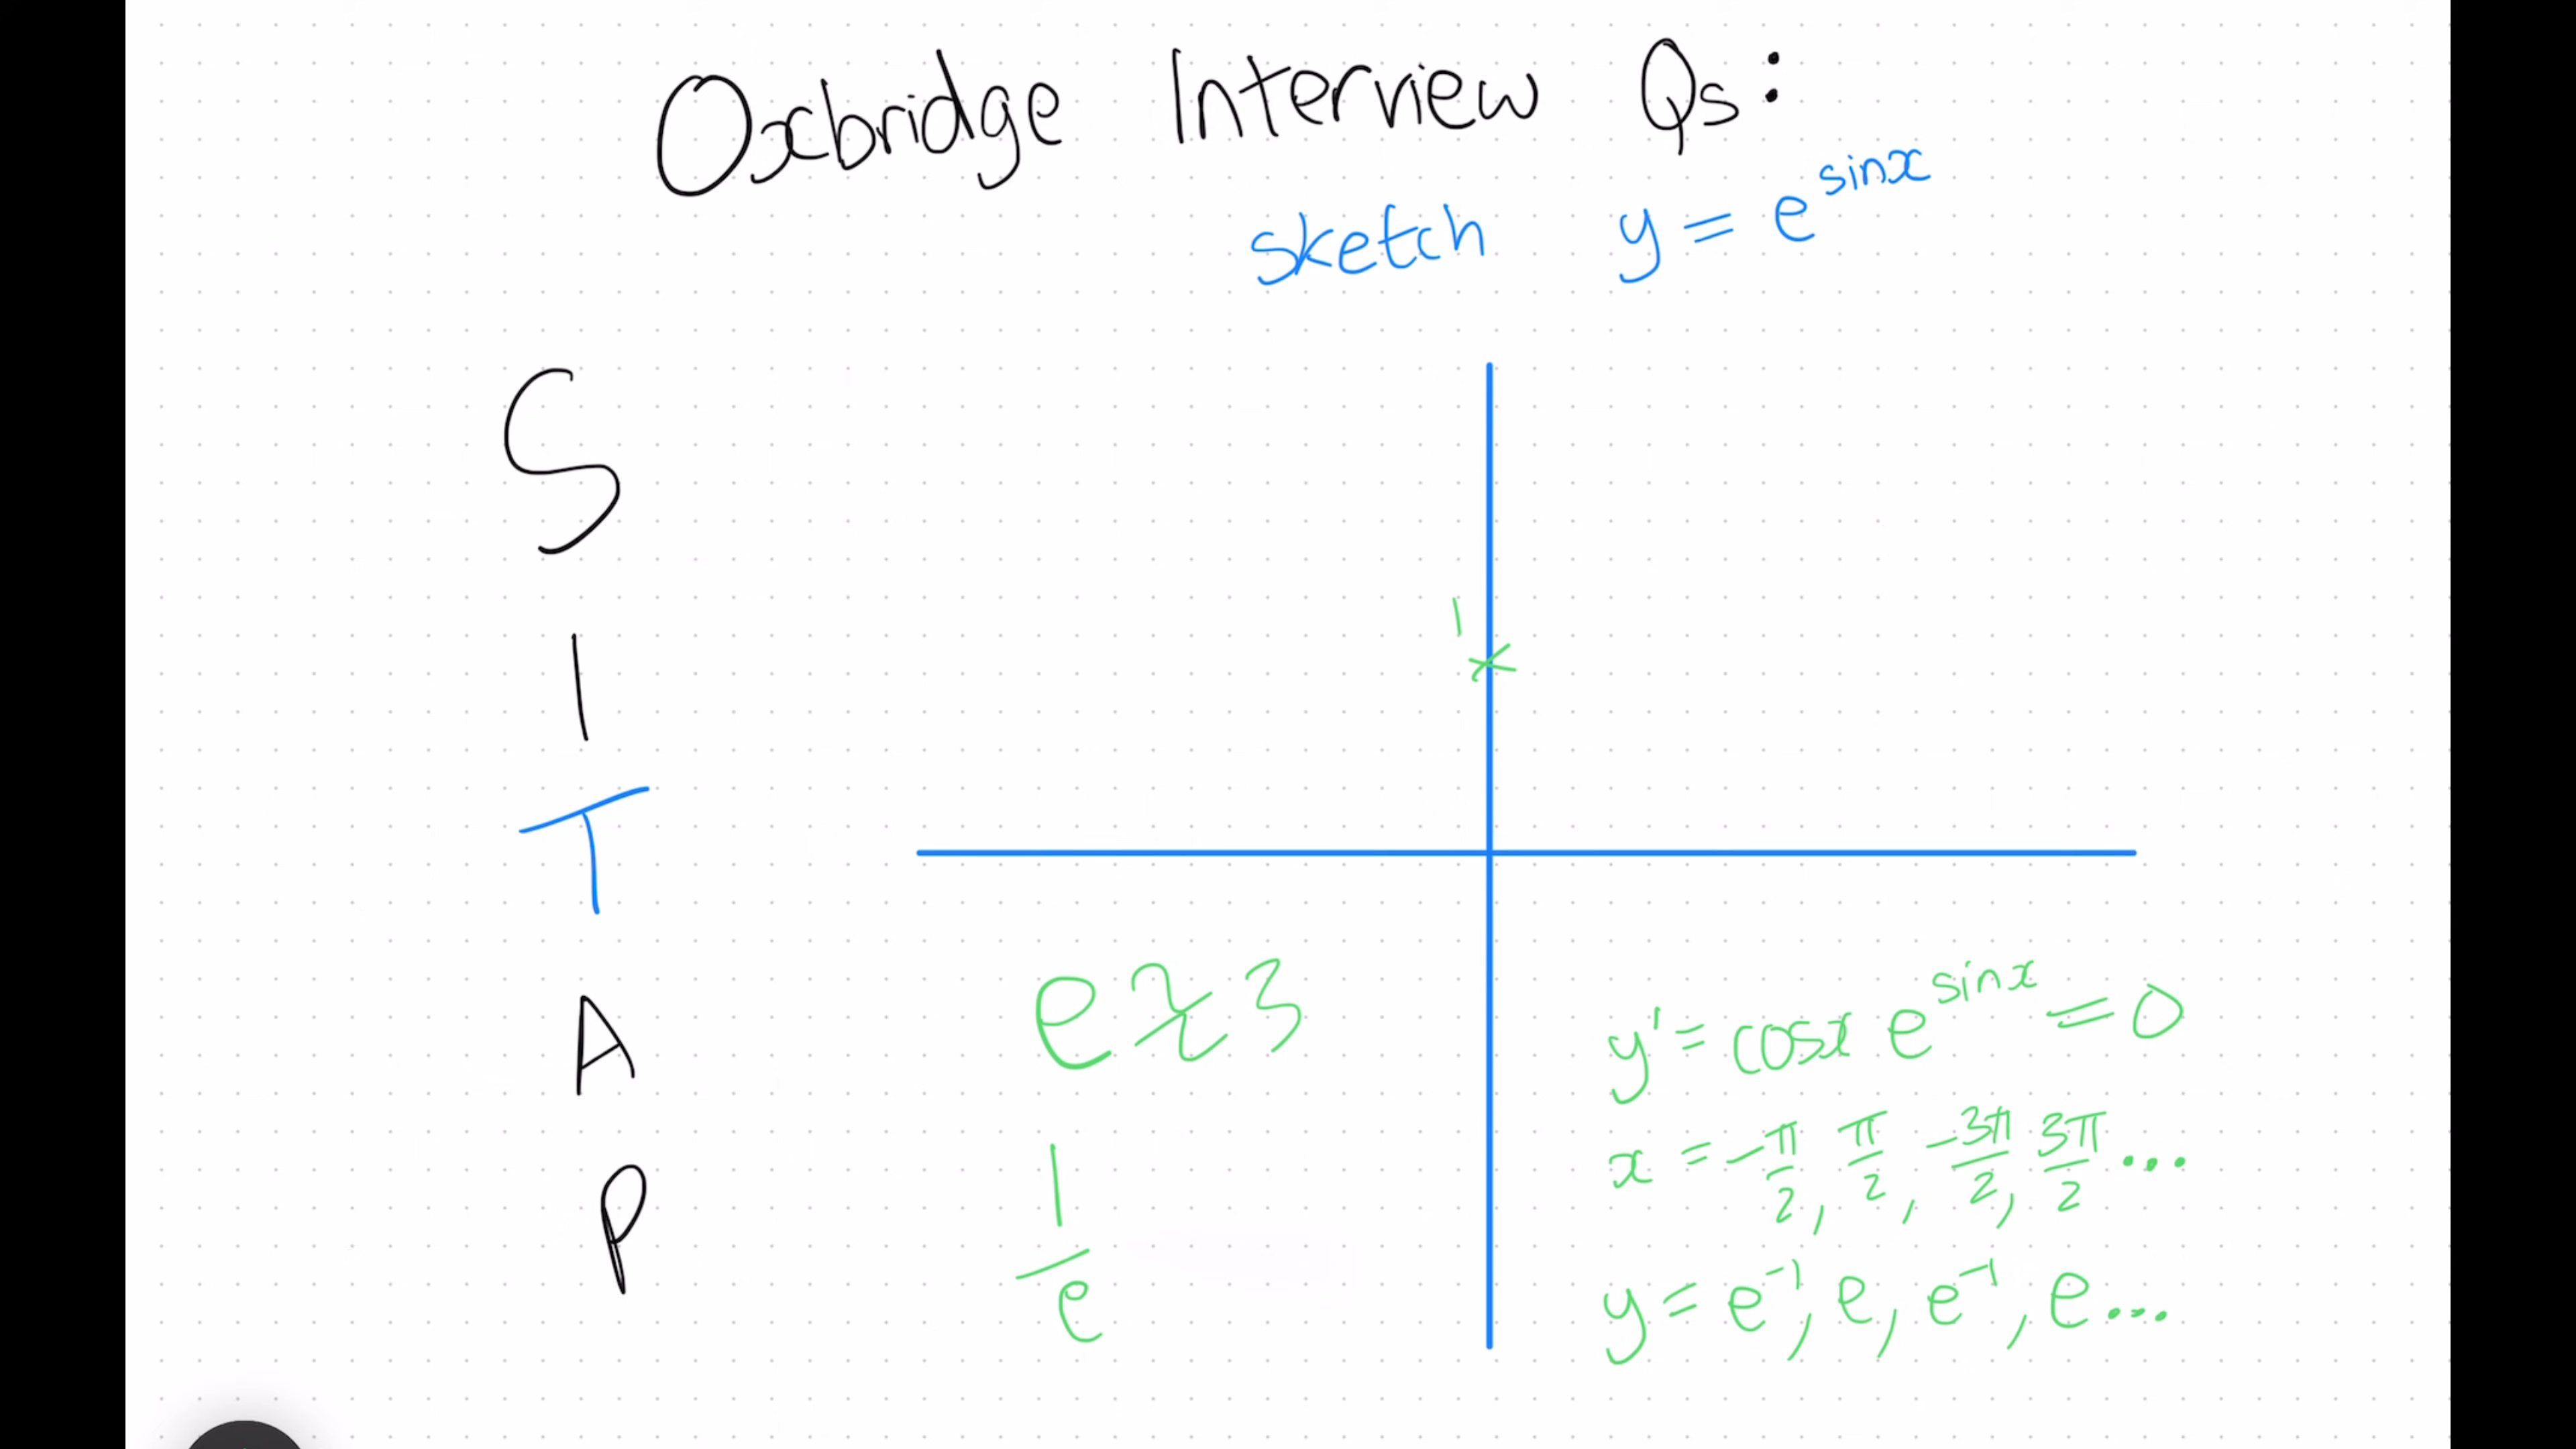 Oxbridge Interview Qs:
sketch y = e^sinx
S
I
T
A
P
1
e ≈ 3
1/e
y' = cosx e^sinx = 0
x = -π/2, π/2, -3π/2, 3π/2 ...
y = e^-1, e, e^-1, e...